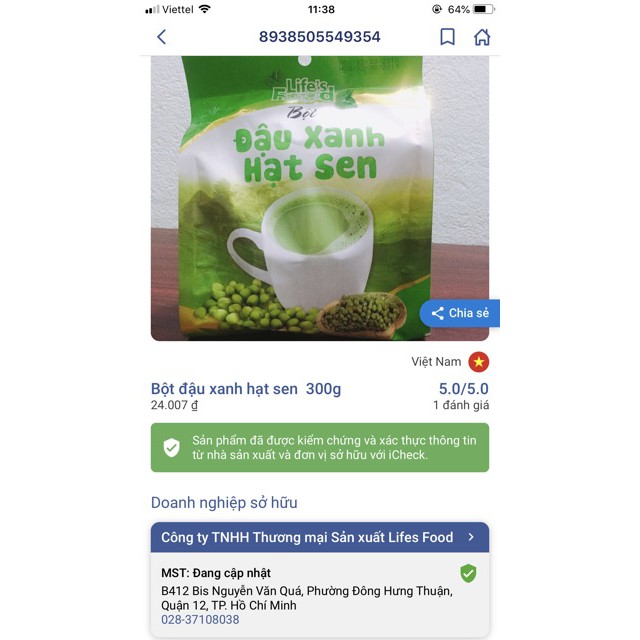 Viettel 11:38 64%
8938505549354
Life's
Food
Bột
Đậu Xanh
Hạt Sen
Chia sẻ
Việt Nam
Bột đậu xanh hạt sen 300g 5.0/5.0
24.007 ₫ 1 đánh giá
Sản phẩm đã được kiểm chứng và xác thực thông tin
từ nhà sản xuất và đơn vị sở hữu với iCheck.
Doanh nghiệp sở hữu
Công ty TNHH Thương mại Sản xuất Lifes Food
MST: Đang cập nhật
B412 Bis Nguyễn Văn Quá, Phường Đông Hưng Thuận,
Quận 12, TP. Hồ Chí Minh
028-37108038